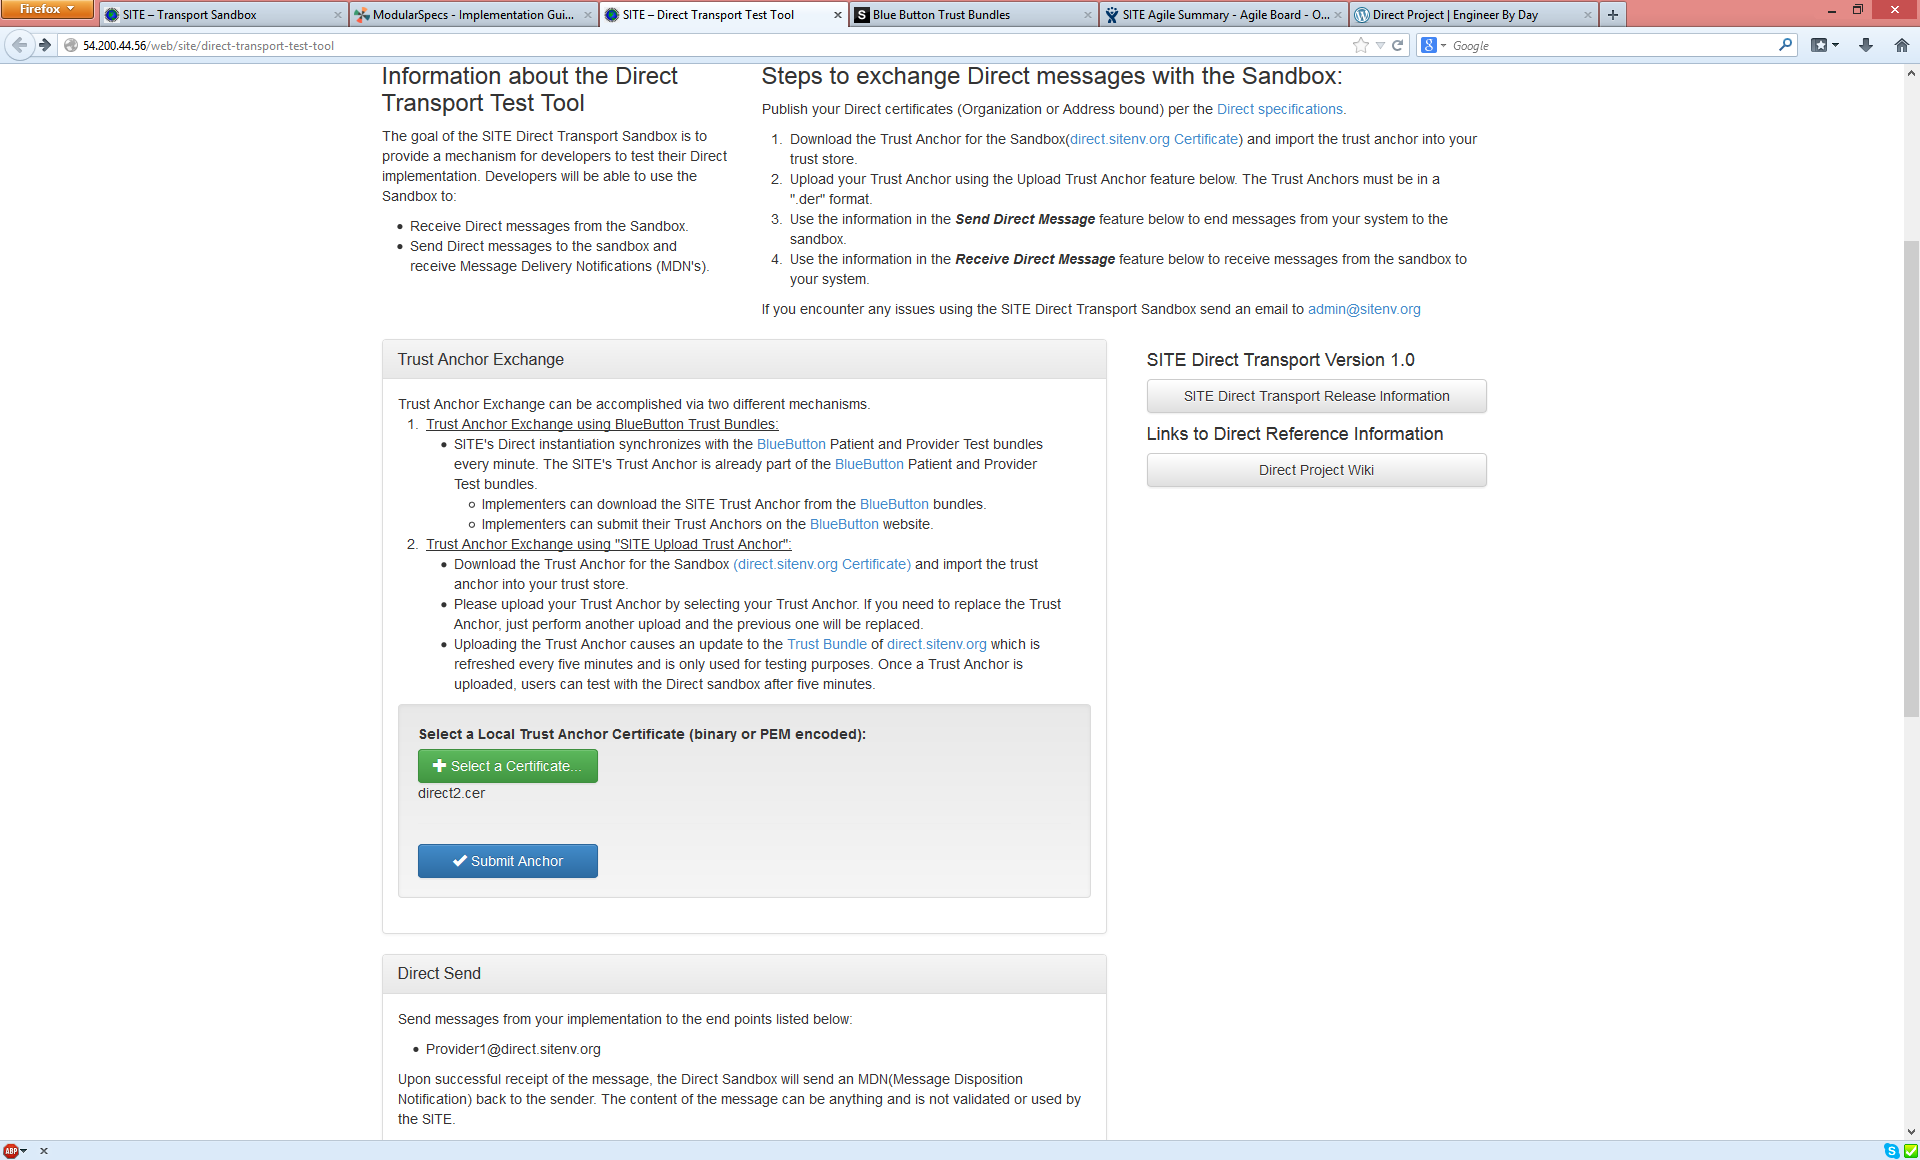 Firefox
SITE – Transport Sandbox
ModularSpecs - Implementation Gui...
SITE – Direct Transport Test Tool
Blue Button Trust Bundles
SITE Agile Summary - Agile Board - O...
Direct Project | Engineer By Day
54.200.44.56/web/site/direct-transport-test-tool
Google
Information about the Direct
Transport Test Tool
The goal of the SITE Direct Transport Sandbox is to
provide a mechanism for developers to test their Direct
implementation. Developers will be able to use the
Sandbox to:
• Receive Direct messages from the Sandbox.
• Send Direct messages to the sandbox and
receive Message Delivery Notifications (MDN's).
Steps to exchange Direct messages with the Sandbox:
Publish your Direct certificates (Organization or Address bound) per the Direct specifications.
1. Download the Trust Anchor for the Sandbox(direct.sitenv.org Certificate) and import the trust anchor into your
trust store.
2. Upload your Trust Anchor using the Upload Trust Anchor feature below. The Trust Anchors must be in a
".der" format.
3. Use the information in the Send Direct Message feature below to end messages from your system to the
sandbox.
4. Use the information in the Receive Direct Message feature below to receive messages from the sandbox to
your system.
If you encounter any issues using the SITE Direct Transport Sandbox send an email to admin@sitenv.org
Trust Anchor Exchange
Trust Anchor Exchange can be accomplished via two different mechanisms.
1. Trust Anchor Exchange using BlueButton Trust Bundles:
• SITE's Direct instantiation synchronizes with the BlueButton Patient and Provider Test bundles
every minute. The SITE's Trust Anchor is already part of the BlueButton Patient and Provider
Test bundles.
Implementers can download the SITE Trust Anchor from the BlueButton bundles.
Implementers can submit their Trust Anchors on the BlueButton website.
2. Trust Anchor Exchange using "SITE Upload Trust Anchor":
• Download the Trust Anchor for the Sandbox (direct.sitenv.org Certificate) and import the trust
anchor into your trust store.
• Please upload your Trust Anchor by selecting your Trust Anchor. If you need to replace the Trust
Anchor, just perform another upload and the previous one will be replaced.
• Uploading the Trust Anchor causes an update to the Trust Bundle of direct.sitenv.org which is
refreshed every five minutes and is only used for testing purposes. Once a Trust Anchor is
uploaded, users can test with the Direct sandbox after five minutes.
Select a Local Trust Anchor Certificate (binary or PEM encoded):
Select a Certificate...
direct2.cer
Submit Anchor
SITE Direct Transport Version 1.0
SITE Direct Transport Release Information
Links to Direct Reference Information
Direct Project Wiki
Direct Send
Send messages from your implementation to the end points listed below:
• Provider1@direct.sitenv.org
Upon successful receipt of the message, the Direct Sandbox will send an MDN(Message Disposition
Notification) back to the sender. The content of the message can be anything and is not validated or used by
the SITE.
ABP